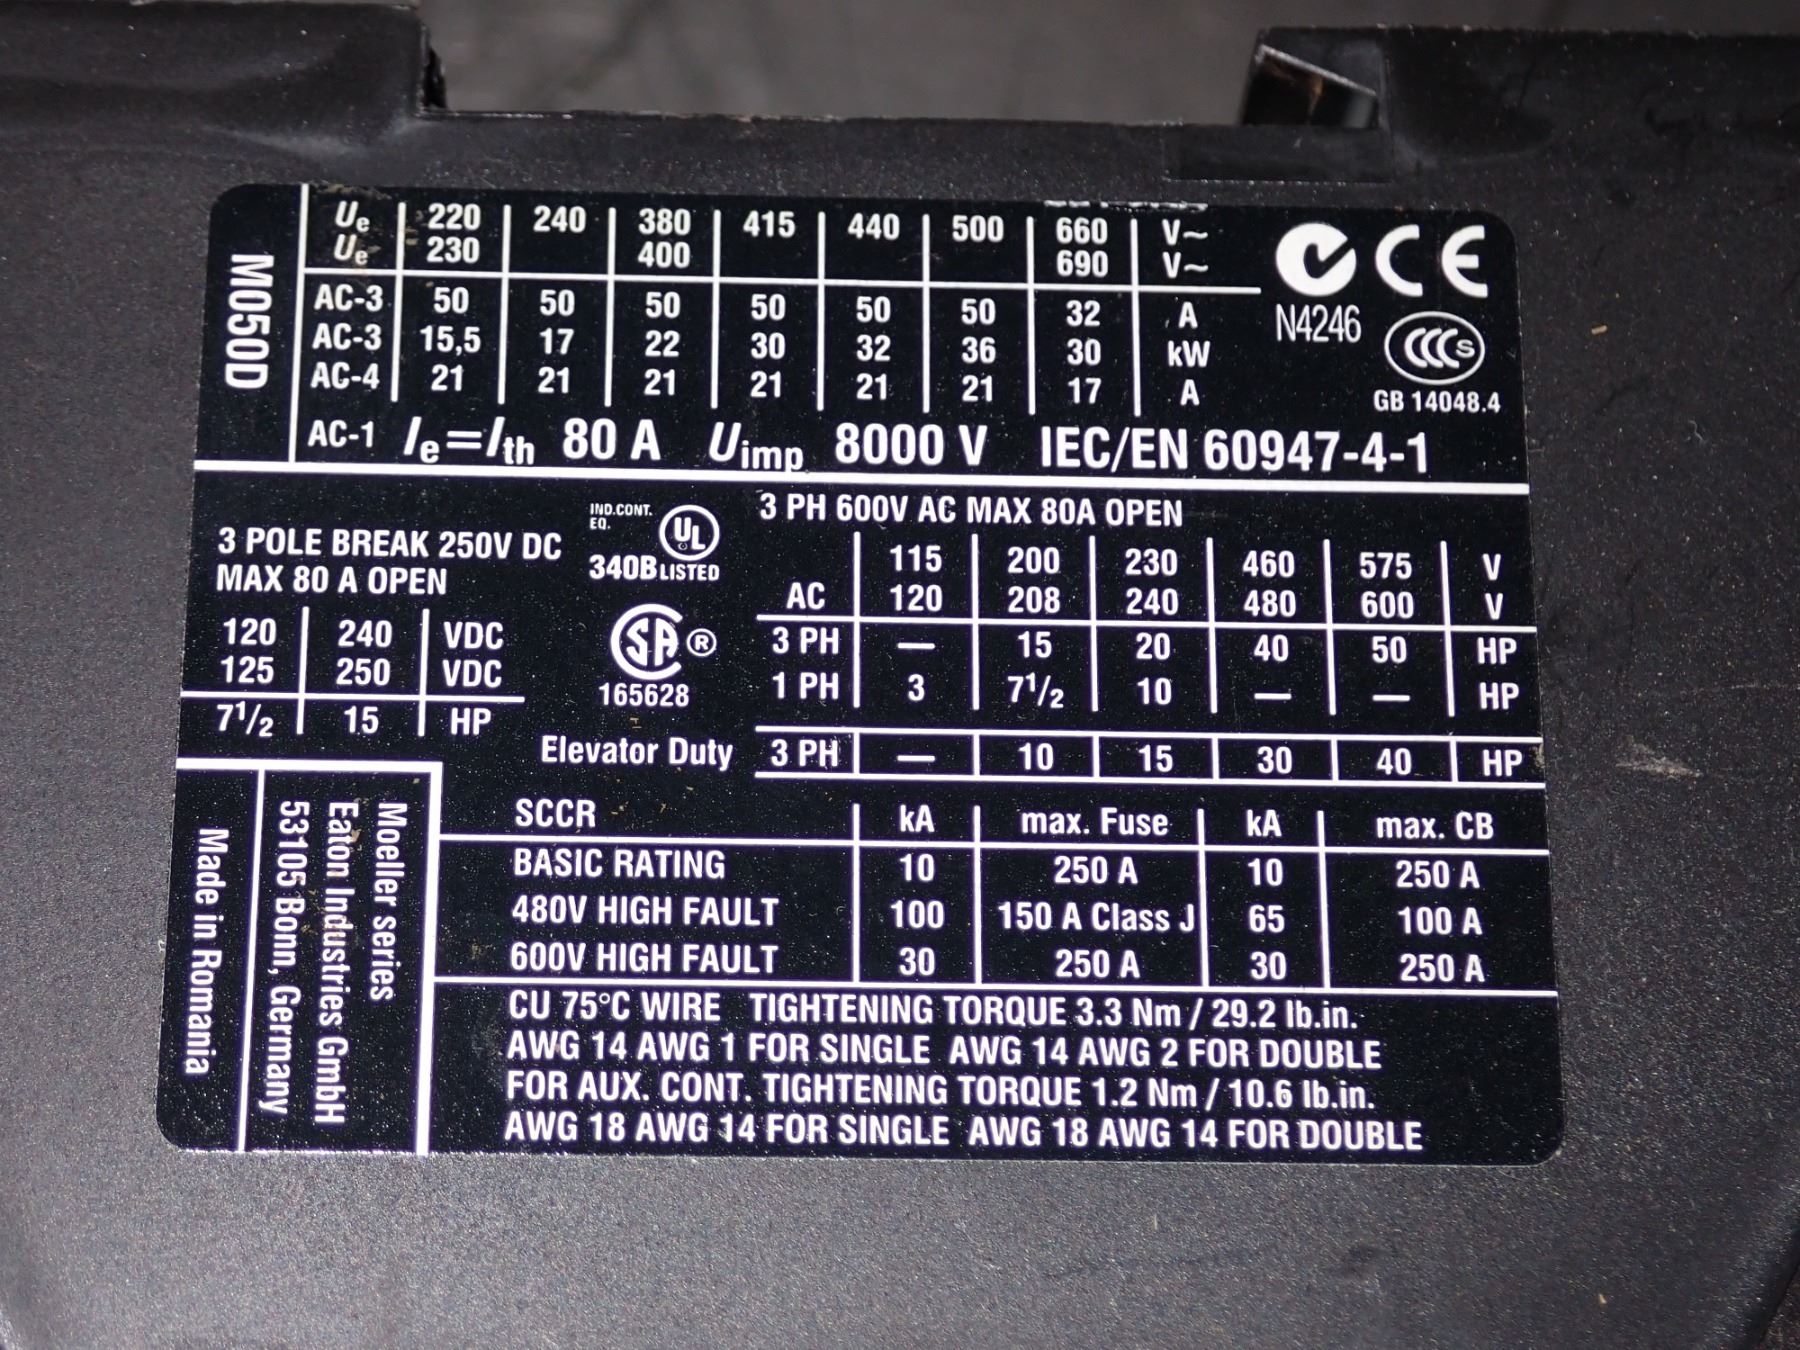 M050D
Ue 220 240 380 415 440 500 660 V~
Ue 230 400 690 V~
AC-3 50 50 50 50 50 50 32 A
AC-3 15,5 17 22 30 32 36 30 kW
AC-4 21 21 21 21 21 21 17 A
AC-1 Ie=Ith 80 A Uimp 8000 V IEC/EN 60947-4-1
CE
N4246
CCC S
GB 14048.4
3 POLE BREAK 250V DC
MAX 80 A OPEN
120 240 VDC
125 250 VDC
7 1/2 15 HP
IND.CONT.
EQ.
UL
340B LISTED
SA ®
165628
3 PH 600V AC MAX 80A OPEN
115 200 230 460 575 V
AC 120 208 240 480 600 V
3 PH — 15 20 40 50 HP
1 PH 3 7 1/2 10 — — HP
Elevator Duty 3 PH — 10 15 30 40 HP
SCCR kA max. Fuse kA max. CB
BASIC RATING 10 250 A 10 250 A
480V HIGH FAULT 100 150 A Class J 65 100 A
600V HIGH FAULT 30 250 A 30 250 A
CU 75°C WIRE TIGHTENING TORQUE 3.3 Nm / 29.2 lb.in.
AWG 14 AWG 1 FOR SINGLE AWG 14 AWG 2 FOR DOUBLE
FOR AUX. CONT. TIGHTENING TORQUE 1.2 Nm / 10.6 lb.in.
AWG 18 AWG 14 FOR SINGLE AWG 18 AWG 14 FOR DOUBLE
Moeller series
Eaton Industries GmbH
53105 Bonn, Germany
Made in Romania